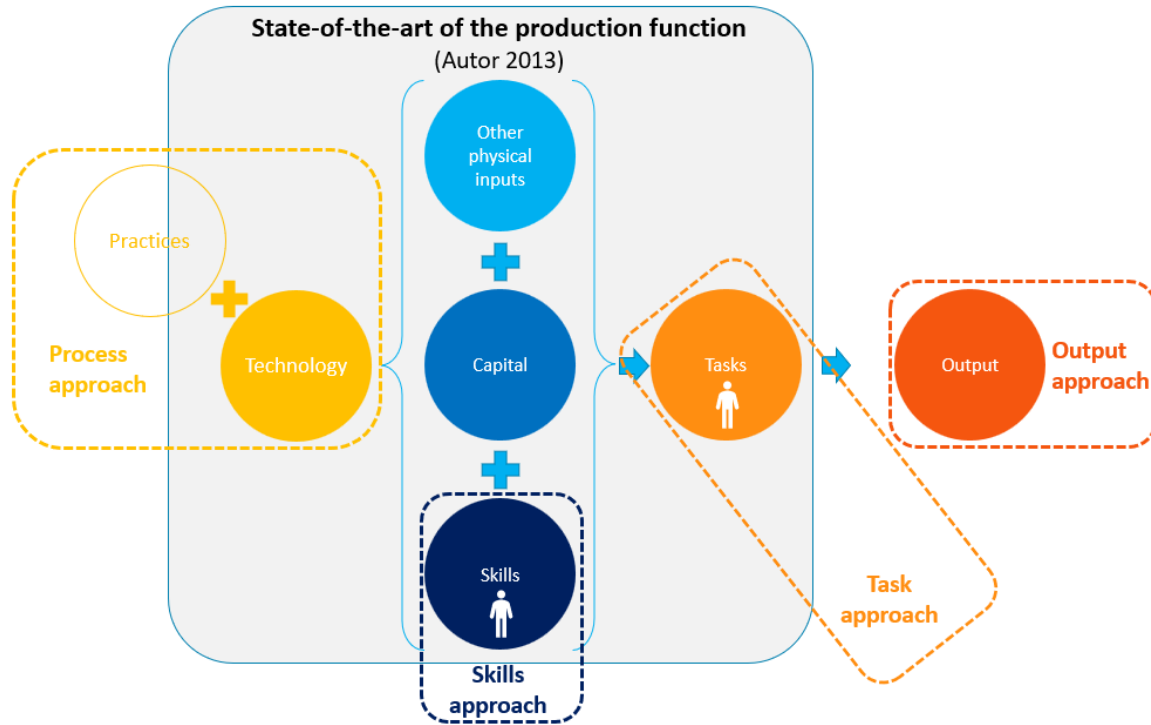 State-of-the-art of the production function
(Autor 2013)
Other
physical
inputs
Practices
Process
approach
Technology
Capital
Tasks
Output
Output
approach
Skills
Task
approach
Skills
approach